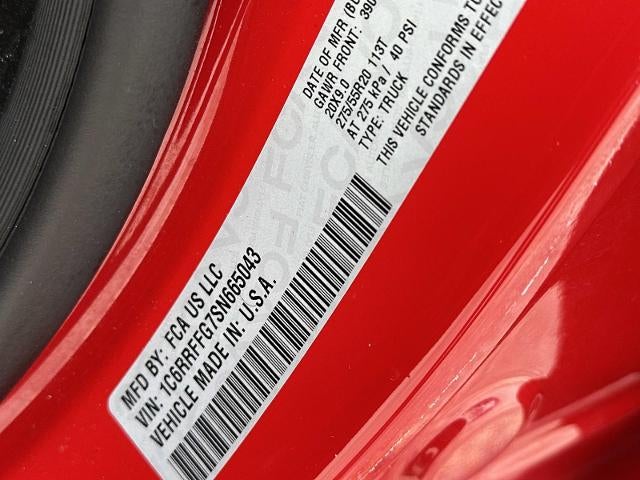 MFD BY: FCA US LLC
VIN: 1C6RRFFG7SN665043
VEHICLE MADE IN: U.S.A.
DATE OF MFR
GAWR FRONT:
20X9.0
275/55R20 113T
AT 275 kPa / 40 PSI
TYPE: TRUCK
THIS VEHICLE CONFORMS TO
STANDARDS IN EFFEC